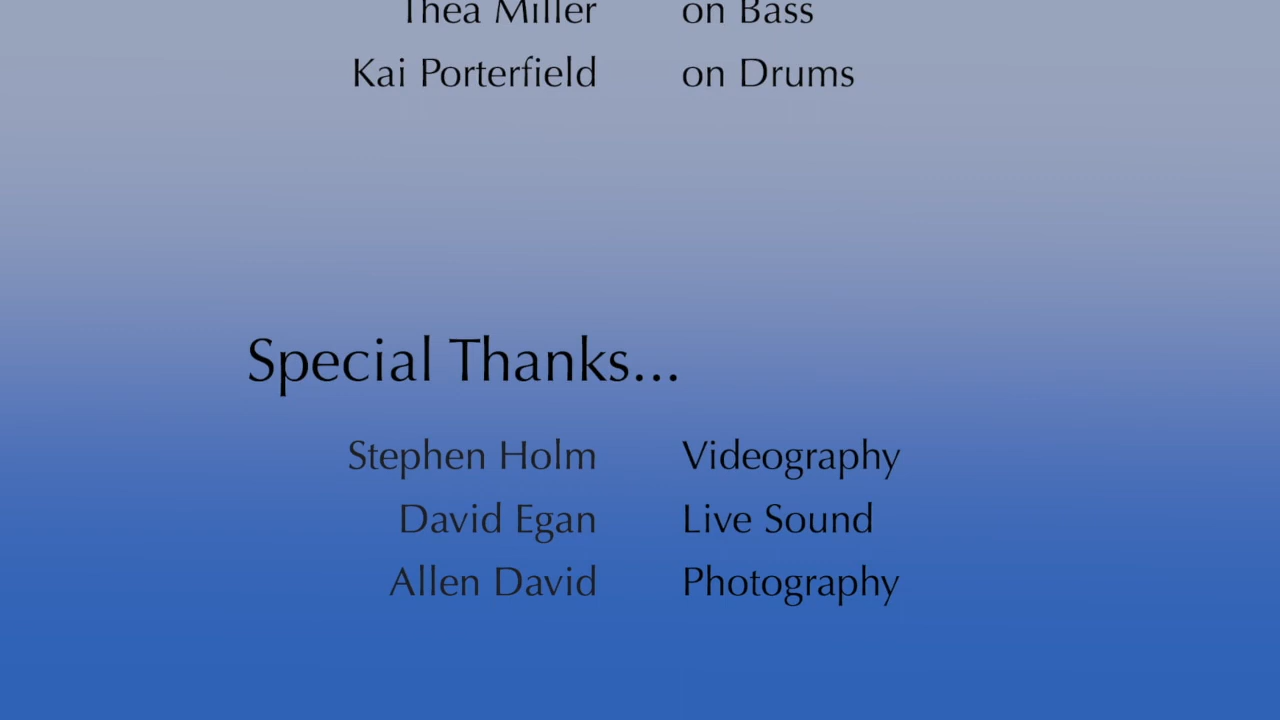 Thea Miller on Bass
Kai Porterfield on Drums
Special Thanks...
Stephen Holm Videography
David Egan Live Sound
Allen David Photography